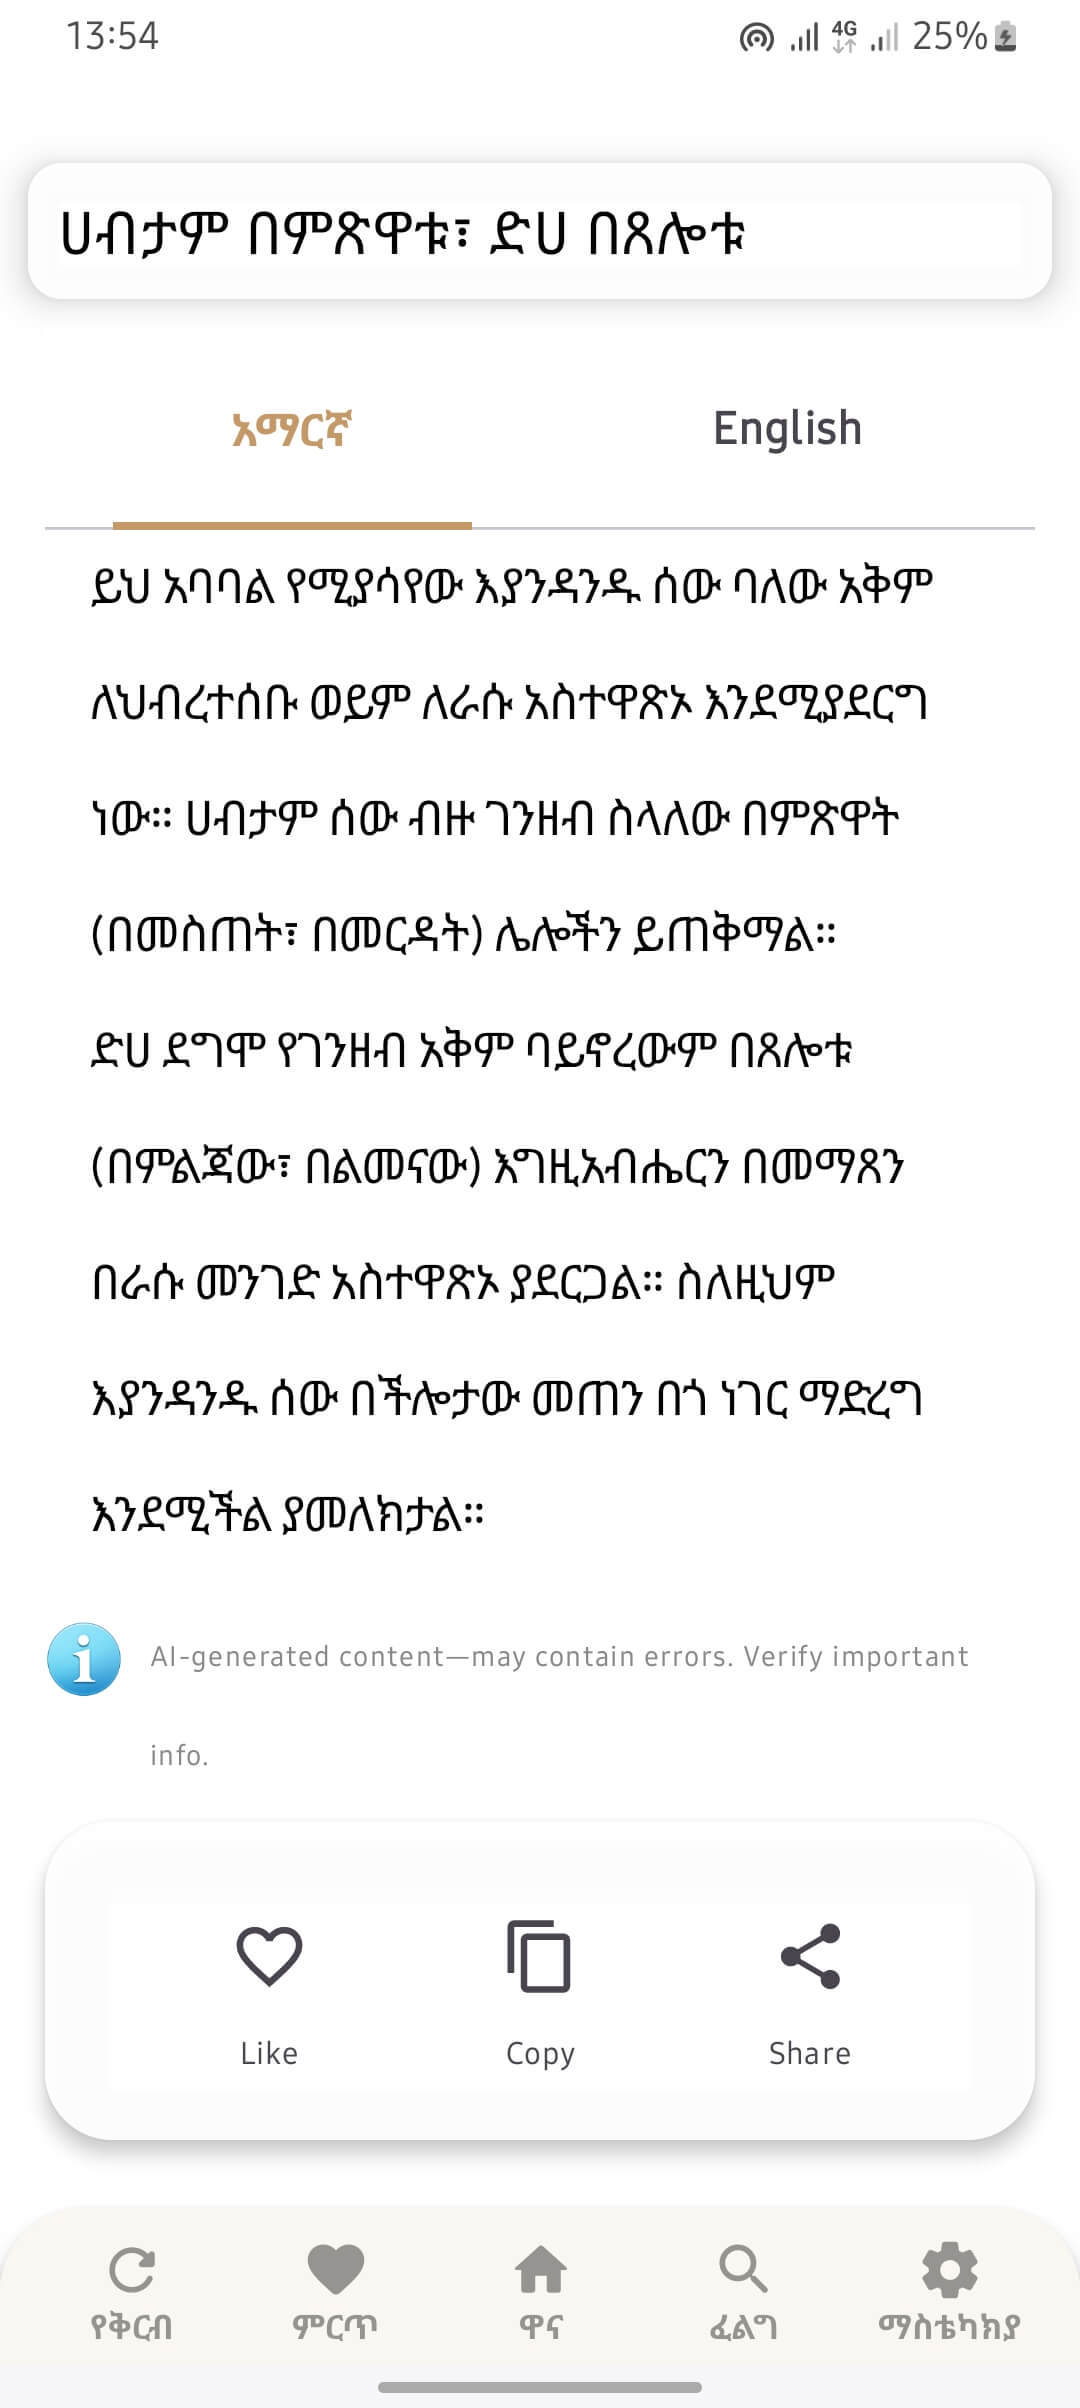 13:54
4G
25%
ሀብታም በምጽዋቱ፣ ድሀ በጸሎቱ
አማርኛ
English
ይህ አባባል የሚያሳየው እያንዳንዱ ሰው ባለው አቅም
ለህብረተሰቡ ወይም ለራሱ አስተዋጽኦ እንደሚያደርግ
ነው። ሀብታም ሰው ብዙ ገንዘብ ስላለው በምጽዋት
(በመስጠት፣ በመርዳት) ሌሎችን ይጠቅማል።
ድሀ ደግሞ የገንዘብ አቅም ባይኖረውም በጸሎቱ
(በምልጃው፣ በልመናው) እግዚአብሔርን በመማጸን
በራሱ መንገድ አስተዋጽኦ ያደርጋል። ስለዚህም
እያንዳንዱ ሰው በችሎታው መጠን በጎ ነገር ማድረግ
እንደሚችል ያመለክታል።
AI-generated content—may contain errors. Verify important
info.
Like
Copy
Share
የቅርብ
ምርጥ
ዋና
ፈልግ
ማስቴካክያ